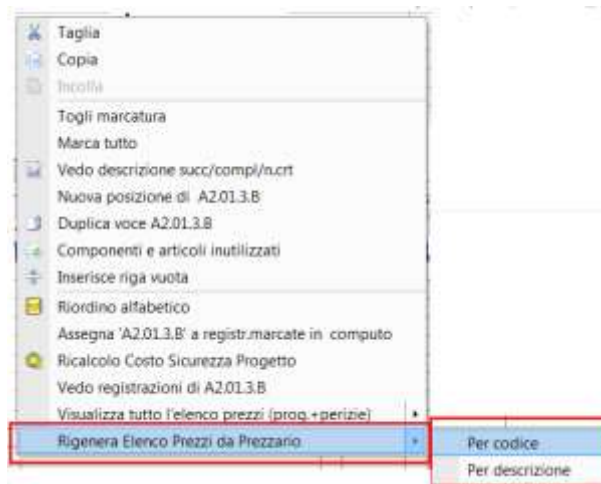 Taglia
Copia
Incolla
Togli marcatura
Marca tutto
Vedo descrizione succ/compl/n.crt
Nuova posizione di A2.01.3.B
Duplica voce A2.01.3.B
Componenti e articoli inutilizzati
Inserisce riga vuota
Riordino alfabetico
Assegna 'A2.01.3.B' a registr.marcate in computo
Ricalcolo Costo Sicurezza Progetto
Vedo registrazioni di A2.01.3.B
Visualizza tutto l'elenco prezzi (prog.+perizie)
Rigenera Elenco Prezzi da Prezzario
Per codice
Per descrizione